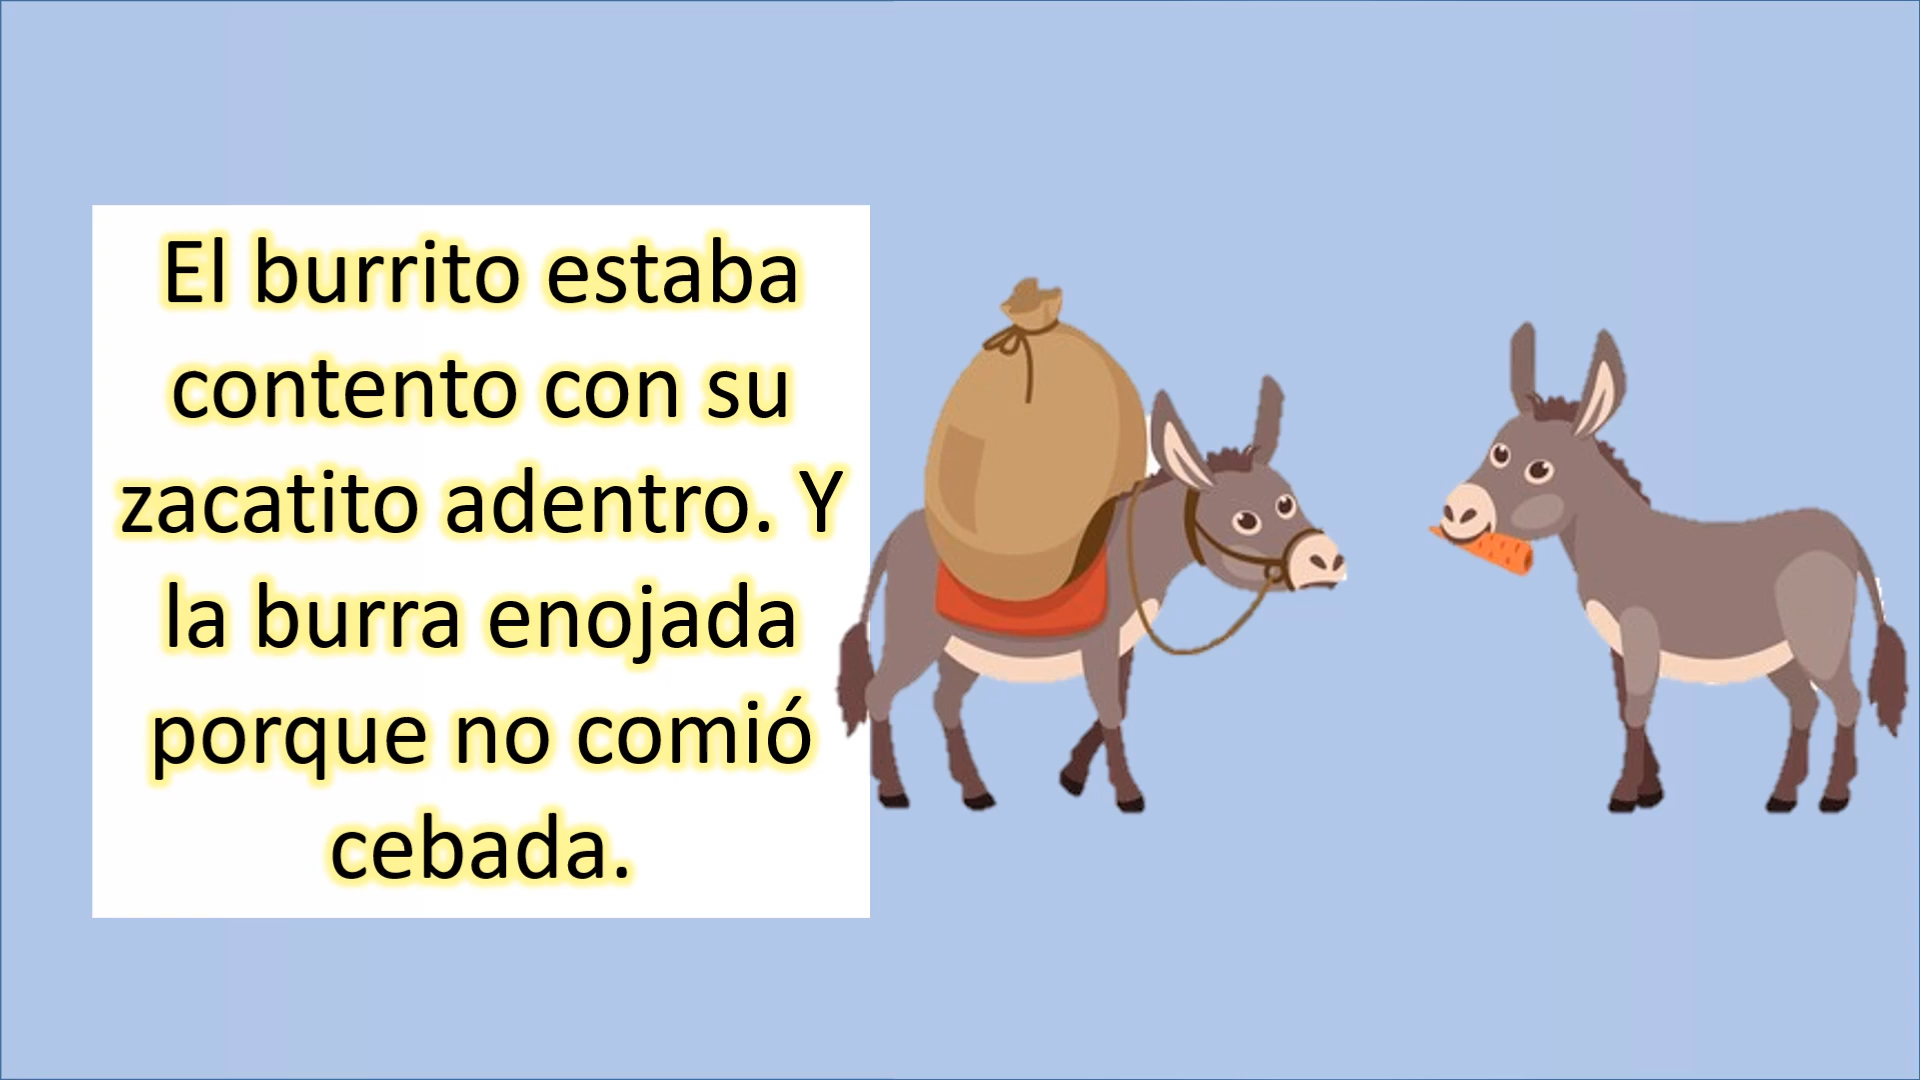 El burrito estaba
contento con su
zacatito adentro. Y
la burra enojada
porque no comió
cebada.